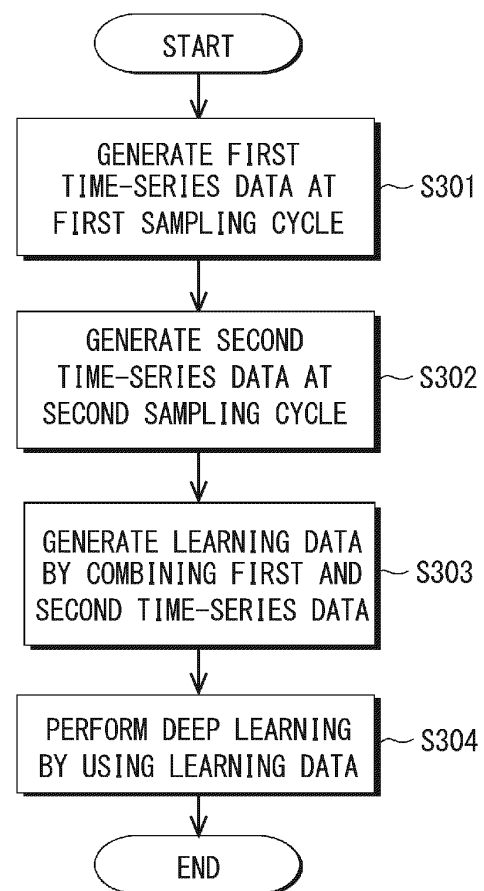 START
GENERATE FIRST
TIME-SERIES DATA AT
FIRST SAMPLING CYCLE
S301
GENERATE SECOND
TIME-SERIES DATA AT
SECOND SAMPLING CYCLE
S302
GENERATE LEARNING DATA
BY COMBINING FIRST AND
SECOND TIME-SERIES DATA
S303
PERFORM DEEP LEARNING
BY USING LEARNING DATA
S304
END